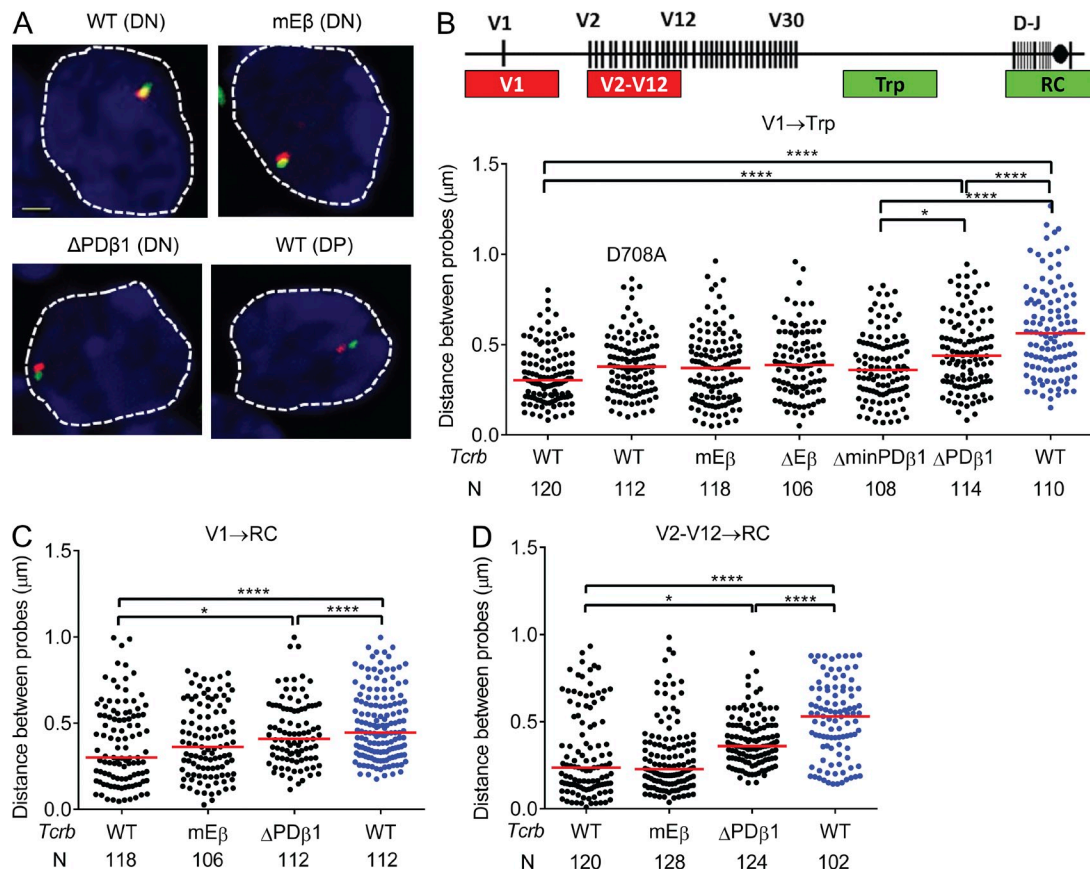 A
WT (DN)
mEβ (DN)
ΔPDβ1 (DN)
WT (DP)
B
V1 V2 V12 V30 D-J
V1 V2-V12 Trp RC
V1→Trp
****
**** ****
****
*
D708A
Distance between probes (μm)
1.5
1.0
0.5
0.0
Tcrb WT WT mEβ ΔEβ ΔminPDβ1 ΔPDβ1 WT
N 120 112 118 106 108 114 110
C
V1→RC
****
* ****
Distance between probes (μm)
1.5
1.0
0.5
0.0
Tcrb WT mEβ ΔPDβ1 WT
N 118 106 112 112
D
V2-V12→RC
****
* ****
Distance between probes (μm)
1.5
1.0
0.5
0.0
Tcrb WT mEβ ΔPDβ1 WT
N 120 128 124 102